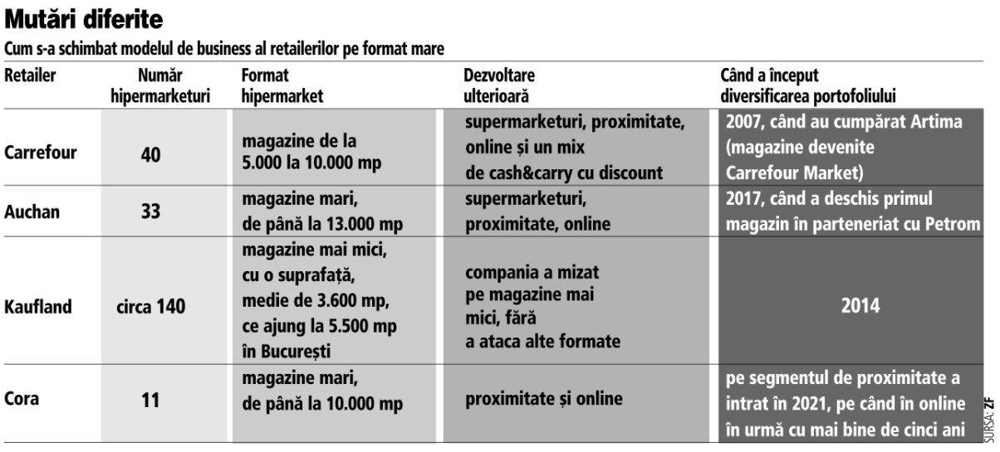 Mutări diferite
Cum s-a schimbat modelul de business al retailerilor pe format mare
Retailer
Număr
hipermarketuri
Format
hipermarket
Dezvoltare
ulterioară
Când a început
diversificarea portofoliului
Carrefour
40
magazine de la
5.000 la 10.000 mp
supermarketuri, proximitate,
online și un mix
de cash&carry cu discount
2007, când au cumpărat Artima
(magazine devenite
Carrefour Market)
Auchan
33
magazine mari,
de până la 13.000 mp
supermarketuri,
proximitate, online
2017, când a deschis primul
magazin în parteneriat cu Petrom
Kaufland
circa 140
magazine mai mici,
cu o suprafață,
medie de 3.600 mp,
ce ajung la 5.500 mp
în București
compania a mizat
pe magazine mai
mici, fără
a ataca alte formate
2014
Cora
11
magazine mari,
de până la 10.000 mp
proximitate și online
pe segmentul de proximitate a
intrat în 2021, pe când în online
în urmă cu mai bine de cinci ani
SURSA: ZF